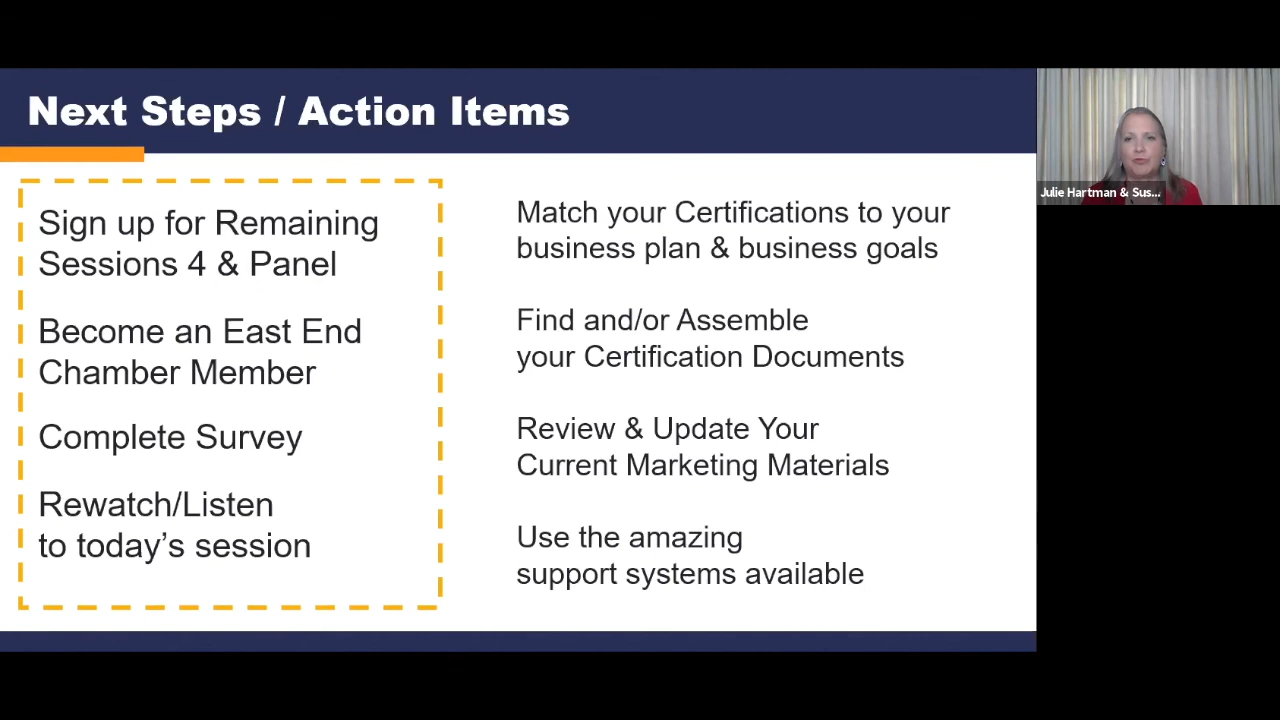 Next Steps / Action Items
Sign up for Remaining
Sessions 4 & Panel
Become an East End
Chamber Member
Complete Survey
Rewatch/Listen
to today’s session
Match your Certifications to your
business plan & business goals
Find and/or Assemble
your Certification Documents
Review & Update Your
Current Marketing Materials
Use the amazing
support systems available
Julie Hartman & Sus...